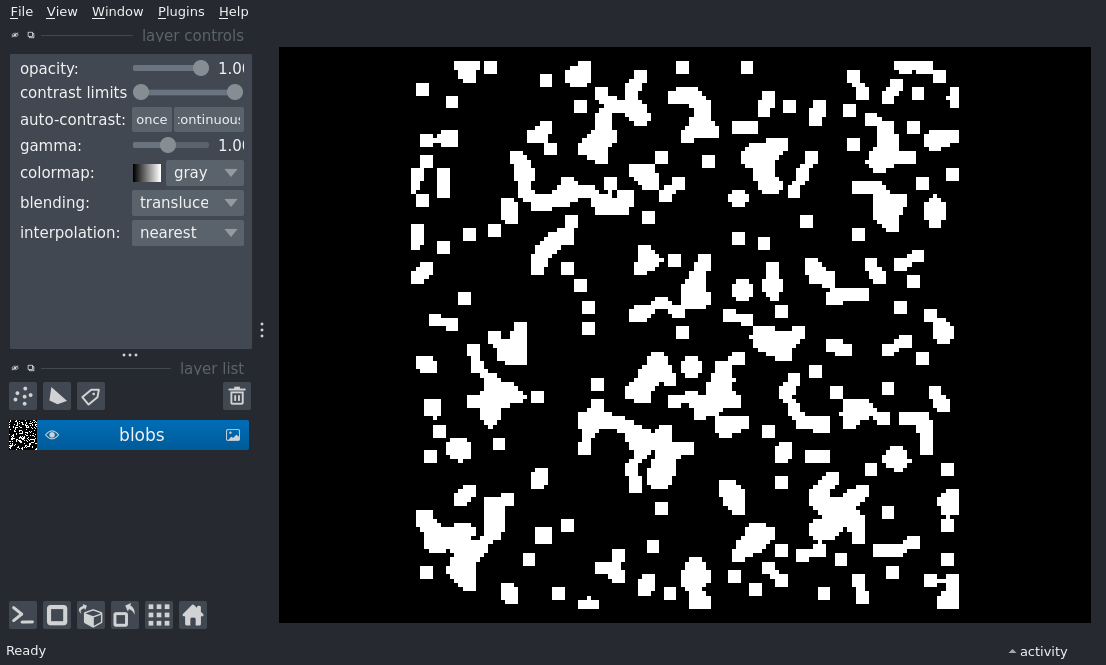 File View Window Plugins Help
layer controls
opacity: 1.00
contrast limits
auto-contrast: once continuous
gamma: 1.00
colormap: gray
blending: transluce
interpolation: nearest
layer list
blobs
Ready
activity